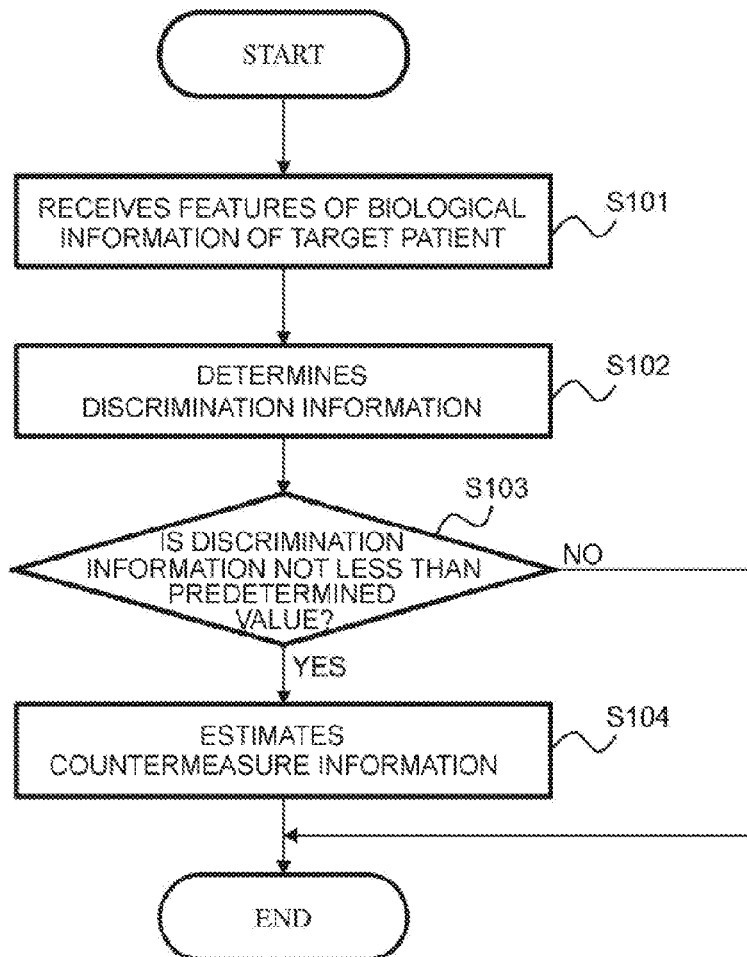 START
RECEIVES FEATURES OF BIOLOGICAL
INFORMATION OF TARGET PATIENT
S101
DETERMINES
DISCRIMINATION INFORMATION
S102
S103
IS DISCRIMINATION
INFORMATION NOT LESS THAN
PREDETERMINED
VALUE?
NO
YES
ESTIMATES
COUNTERMEASURE INFORMATION
S104
END